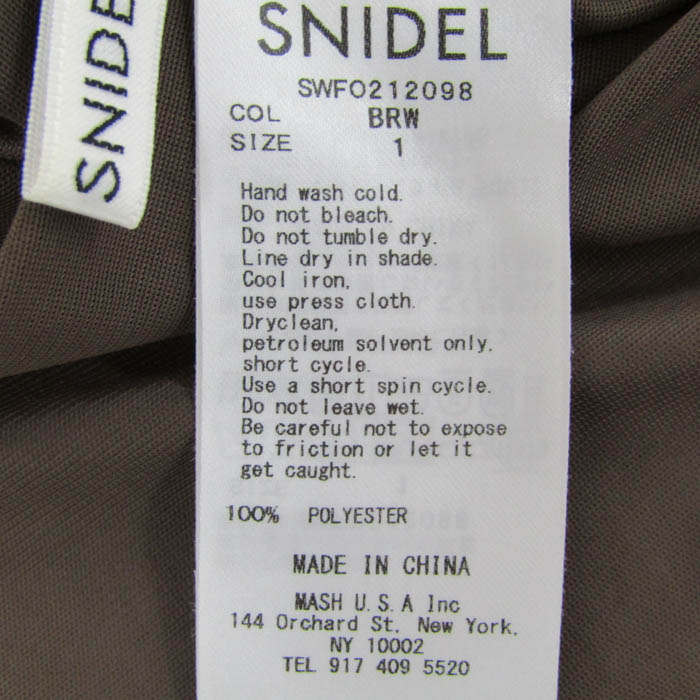 SNIDE
SNIDEL
SWFO212098
COL BRW
SIZE 1
Hand wash cold.
Do not bleach.
Do not tumble dry.
Line dry in shade.
Cool iron,
use press cloth.
Dryclean,
petroleum solvent only,
short cycle.
Use a short spin cycle.
Do not leave wet.
Be careful not to expose
to friction or let it
get caught.
100% POLYESTER
MADE IN CHINA
MASH U.S.A Inc
144 Orchard St, New York,
NY 10002
TEL 917 409 5520